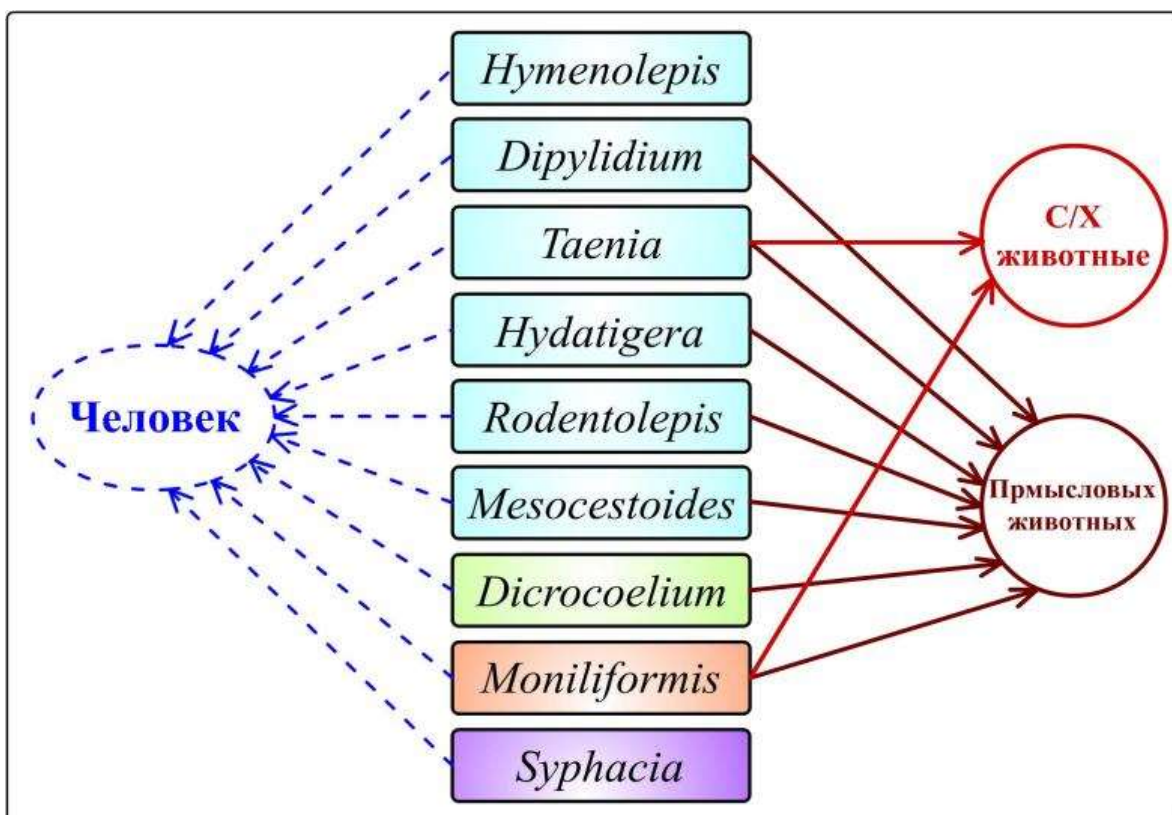 Hymenolepis
Dipylidium
Taenia
Hydatigera
Rodentolepis
Mesocestoides
Dicrocoelium
Moniliformis
Syphacia
Человек
С/Х
животные
Прмысловых
животных